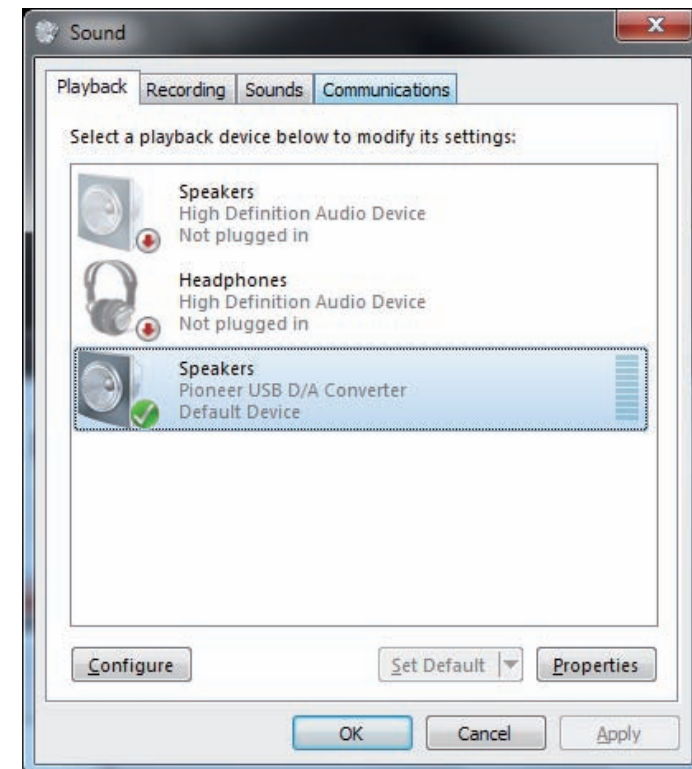 Sound
Playback Recording Sounds Communications
Select a playback device below to modify its settings:
Speakers
High Definition Audio Device
Not plugged in
Headphones
High Definition Audio Device
Not plugged in
Speakers
Pioneer USB D/A Converter
Default Device
Configure Set Default Properties
OK Cancel Apply